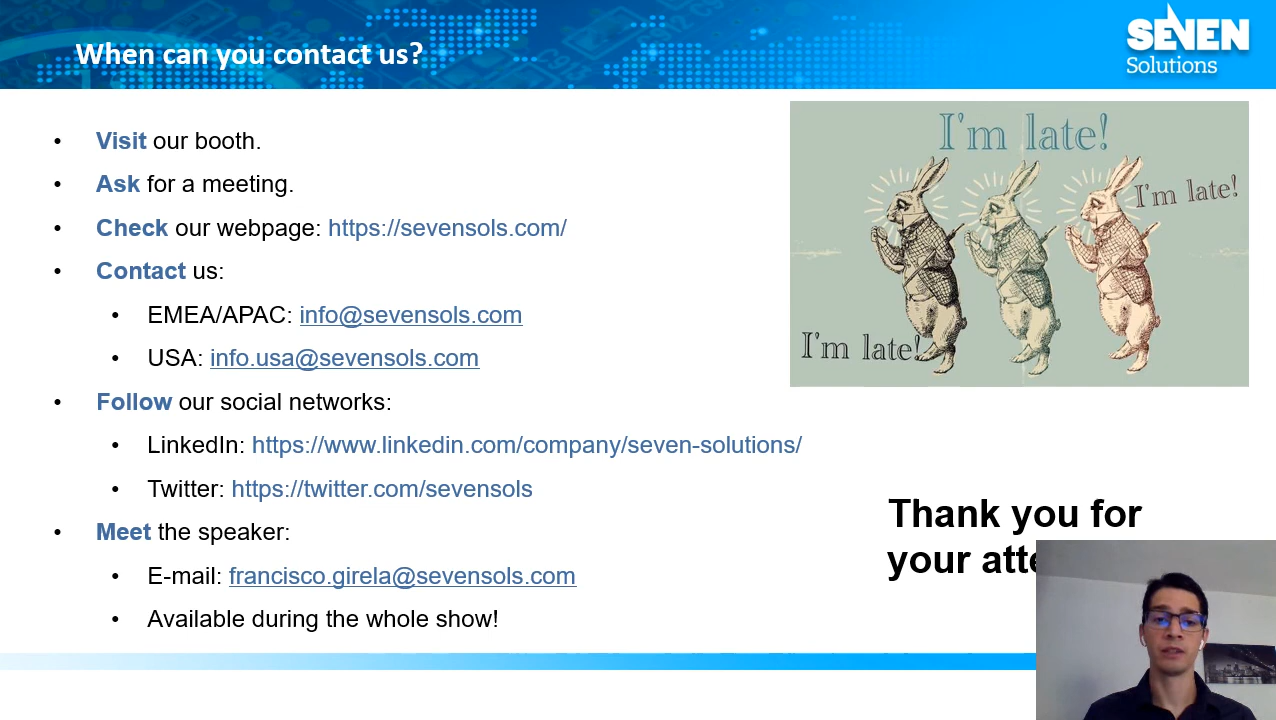 When can you contact us?
SEVEN
Solutions
• Visit our booth.
• Ask for a meeting.
• Check our webpage: https://sevensols.com/
• Contact us:
• EMEA/APAC: info@sevensols.com
• USA: info.usa@sevensols.com
• Follow our social networks:
• LinkedIn: https://www.linkedin.com/company/seven-solutions/
• Twitter: https://twitter.com/sevensols
• Meet the speaker:
• E-mail: francisco.girela@sevensols.com
• Available during the whole show!
I'm late!
I'm late!
I'm late!
Thank you for
your